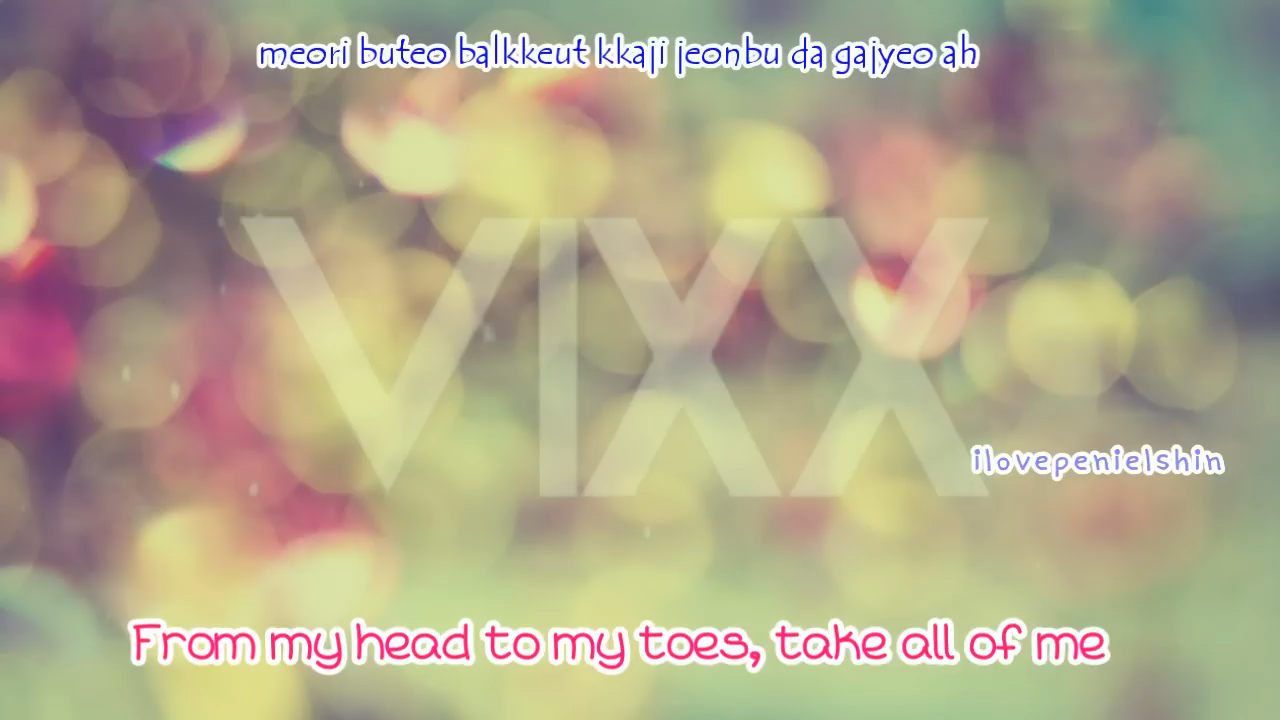 meori buteo balkkeut kkaji jeonbu da gajyeo ah
VIXX
ilovepenielshin
From my head to my toes, take all of me